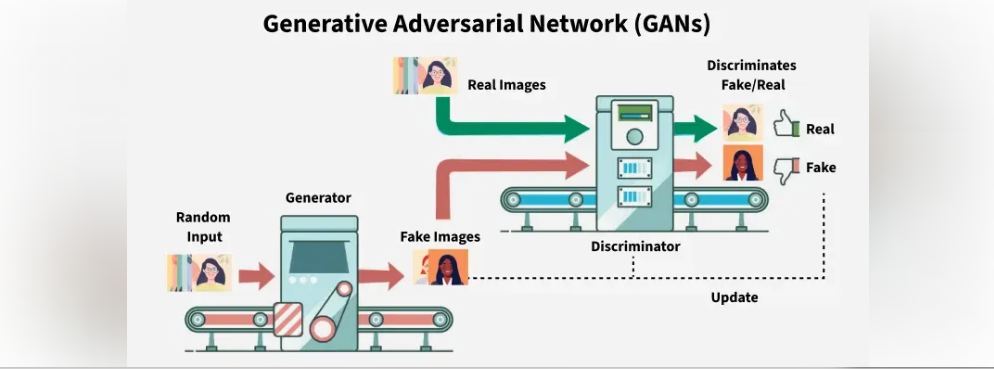 Generative Adversarial Network (GANs)
Real Images
Discriminates
Fake/Real
Real
Fake
Generator
Random
Input
Fake Images
Discriminator
Update